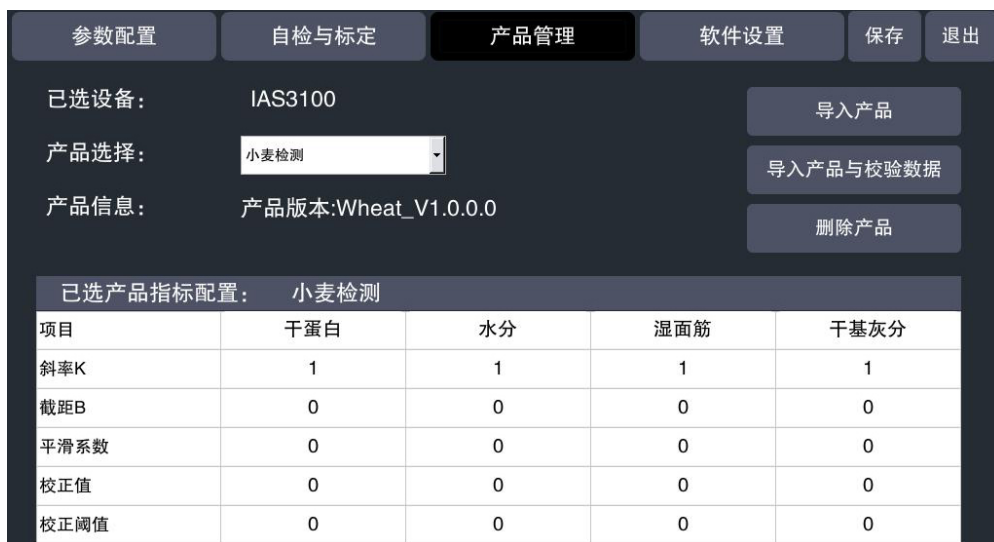 参数配置 自检与标定 产品管理 软件设置 保存 退出
已选设备： IAS3100 导入产品
产品选择： 小麦检测 导入产品与校验数据
产品信息： 产品版本:Wheat_V1.0.0.0 删除产品
已选产品指标配置： 小麦检测
项目 干蛋白 水分 湿面筋 干基灰分
斜率K 1 1 1 1
截距B 0 0 0 0
平滑系数 0 0 0 0
校正值 0 0 0 0
校正阈值 0 0 0 0